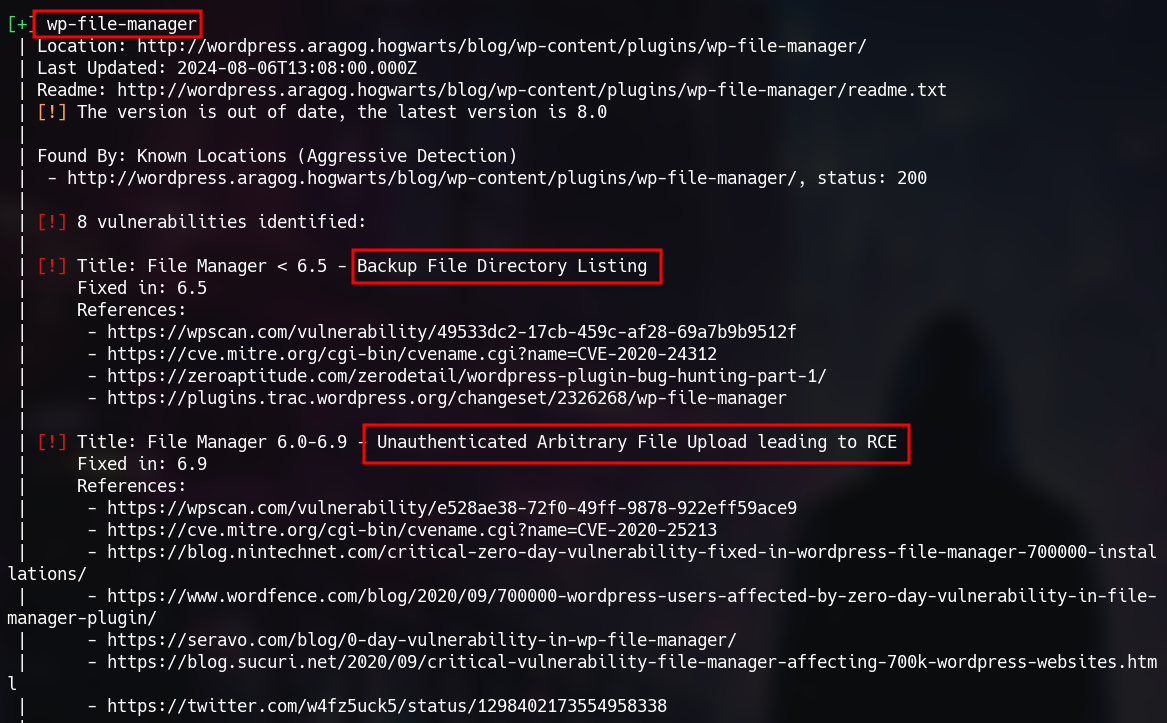 [+] wp-file-manager
| Location: http://wordpress.aragog.hogwarts/blog/wp-content/plugins/wp-file-manager/
| Last Updated: 2024-08-06T13:08:00.000Z
| Readme: http://wordpress.aragog.hogwarts/blog/wp-content/plugins/wp-file-manager/readme.txt
| [!] The version is out of date, the latest version is 8.0
|
| Found By: Known Locations (Aggressive Detection)
|  - http://wordpress.aragog.hogwarts/blog/wp-content/plugins/wp-file-manager/, status: 200
|
| [!] 8 vulnerabilities identified:
|
| [!] Title: File Manager < 6.5 - Backup File Directory Listing
|     Fixed in: 6.5
|     References:
|      - https://wpscan.com/vulnerability/49533dc2-17cb-459c-af28-69a7b9b9512f
|      - https://cve.mitre.org/cgi-bin/cvename.cgi?name=CVE-2020-24312
|      - https://zeroaptitude.com/zerodetail/wordpress-plugin-bug-hunting-part-1/
|      - https://plugins.trac.wordpress.org/changeset/2326268/wp-file-manager
|
| [!] Title: File Manager 6.0-6.9 - Unauthenticated Arbitrary File Upload leading to RCE
|     Fixed in: 6.9
|     References:
|      - https://wpscan.com/vulnerability/e528ae38-72f0-49ff-9878-922eff59ace9
|      - https://cve.mitre.org/cgi-bin/cvename.cgi?name=CVE-2020-25213
|      - https://blog.nintechnet.com/critical-zero-day-vulnerability-fixed-in-wordpress-file-manager-700000-instal
lations/
|      - https://www.wordfence.com/blog/2020/09/700000-wordpress-users-affected-by-zero-day-vulnerability-in-file-
manager-plugin/
|      - https://seravo.com/blog/0-day-vulnerability-in-wp-file-manager/
|      - https://blog.sucuri.net/2020/09/critical-vulnerability-file-manager-affecting-700k-wordpress-websites.htm
l
|      - https://twitter.com/w4fz5uck5/status/1298402173554958338